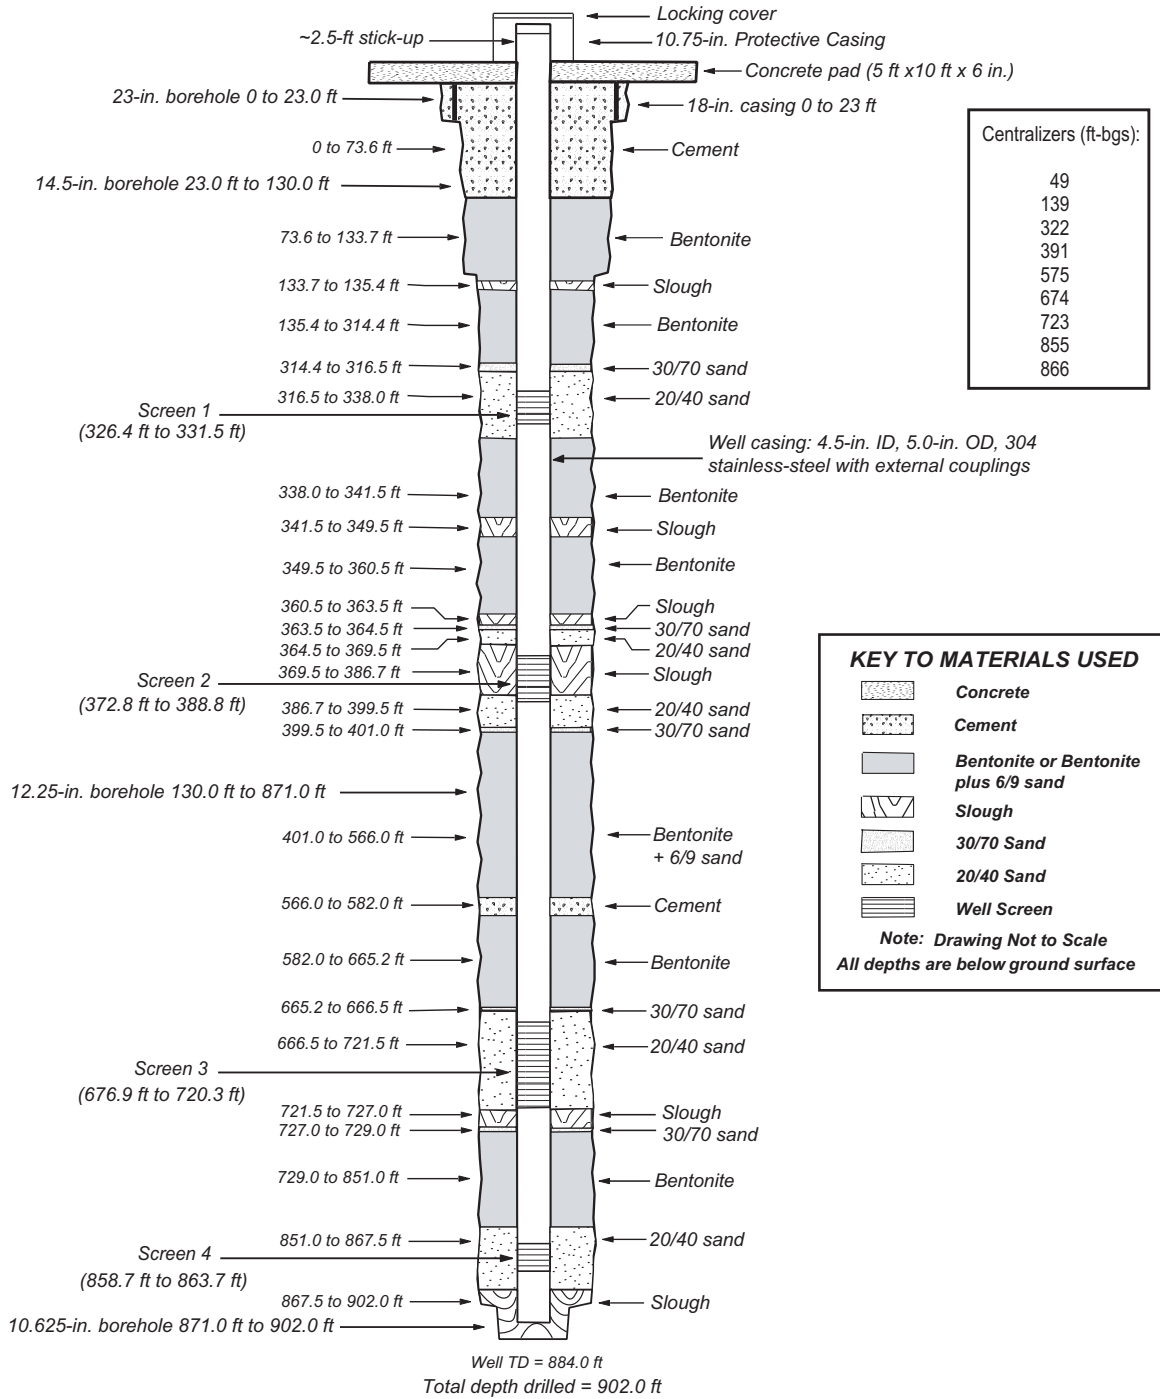 Locking cover
~2.5-ft stick-up
10.75-in. Protective Casing
Concrete pad (5 ft x10 ft x 6 in.)
23-in. borehole 0 to 23.0 ft
18-in. casing 0 to 23 ft
0 to 73.6 ft
Cement
14.5-in. borehole 23.0 ft to 130.0 ft
73.6 to 133.7 ft
Bentonite
133.7 to 135.4 ft
Slough
135.4 to 314.4 ft
Bentonite
314.4 to 316.5 ft
30/70 sand
316.5 to 338.0 ft
20/40 sand
Screen 1
(326.4 ft to 331.5 ft)
Well casing: 4.5-in. ID, 5.0-in. OD, 304
stainless-steel with external couplings
338.0 to 341.5 ft
Bentonite
341.5 to 349.5 ft
Slough
349.5 to 360.5 ft
Bentonite
360.5 to 363.5 ft
Slough
363.5 to 364.5 ft
30/70 sand
364.5 to 369.5 ft
20/40 sand
369.5 to 386.7 ft
Slough
Screen 2
(372.8 ft to 388.8 ft)
386.7 to 399.5 ft
20/40 sand
399.5 to 401.0 ft
30/70 sand
12.25-in. borehole 130.0 ft to 871.0 ft
401.0 to 566.0 ft
Bentonite
+ 6/9 sand
566.0 to 582.0 ft
Cement
582.0 to 665.2 ft
Bentonite
665.2 to 666.5 ft
30/70 sand
666.5 to 721.5 ft
20/40 sand
Screen 3
(676.9 ft to 720.3 ft)
721.5 to 727.0 ft
Slough
727.0 to 729.0 ft
30/70 sand
729.0 to 851.0 ft
Bentonite
851.0 to 867.5 ft
20/40 sand
Screen 4
(858.7 ft to 863.7 ft)
867.5 to 902.0 ft
Slough
10.625-in. borehole 871.0 ft to 902.0 ft
Well TD = 884.0 ft
Total depth drilled = 902.0 ft
Centralizers (ft-bgs):
49
139
322
391
575
674
723
855
866
KEY TO MATERIALS USED
Concrete
Cement
Bentonite or Bentonite
plus 6/9 sand
Slough
30/70 Sand
20/40 Sand
Well Screen
Note: Drawing Not to Scale
All depths are below ground surface